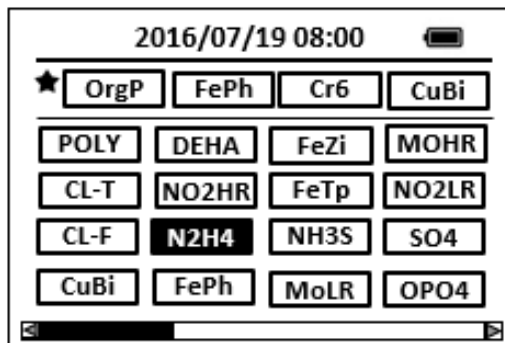 2016/07/19 08:00
OrgP FePh Cr6 CuBi
POLY DEHA FeZi MOHR
CL-T NO2HR FeTp NO2LR
CL-F N2H4 NH3S SO4
CuBi FePh MoLR OPO4